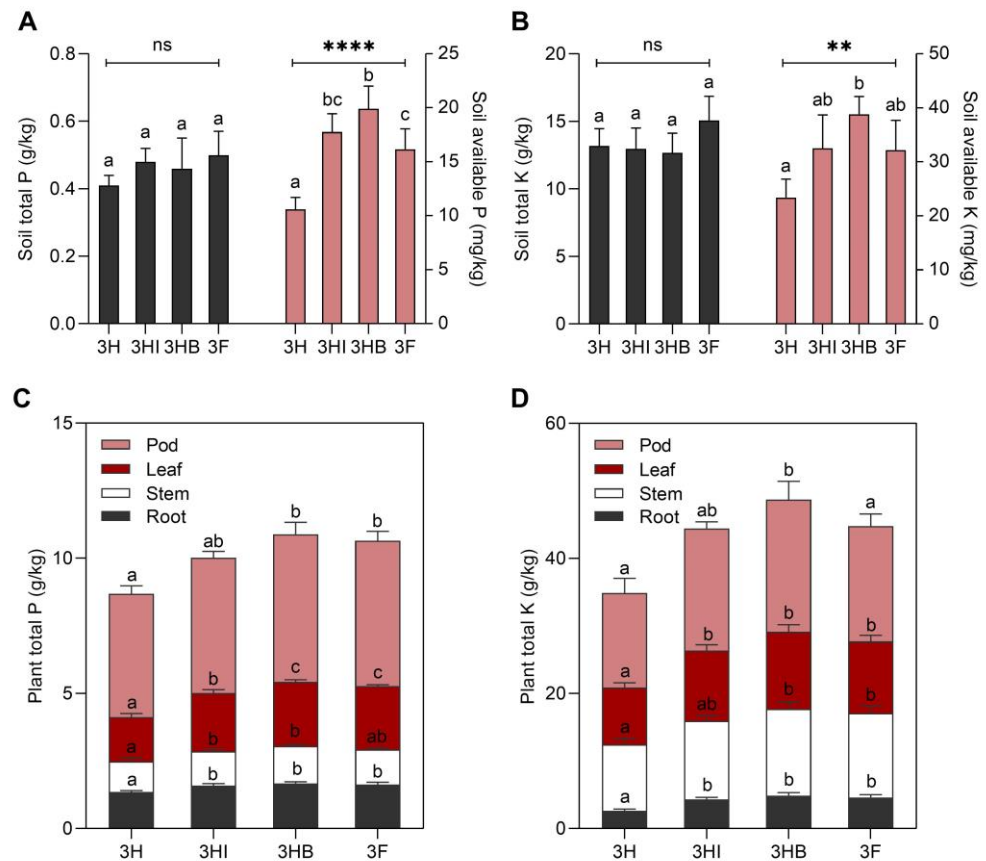 A
B
ns
****
ns
**
0.8
0.6
0.4
0.2
0.0
Soil total P (g/kg)
a a a a
a bc b c
25
20
15
10
5
0
Soil available P (mg/kg)
3H 3HI 3HB 3F
3H 3HI 3HB 3F
20
15
10
5
0
Soil total K (g/kg)
a a a a
a ab b ab
50
40
30
20
10
0
Soil available K (mg/kg)
3H 3HI 3HB 3F
3H 3HI 3HB 3F
C
15
10
5
0
Plant total P (g/kg)
Pod
Leaf
Stem
Root
a ab b b
a b c c
a b b ab
a b b b
3H 3HI 3HB 3F
D
60
40
20
0
Plant total K (g/kg)
Pod
Leaf
Stem
Root
a ab b a
a b b b
a ab b b
a b b b
3H 3HI 3HB 3F